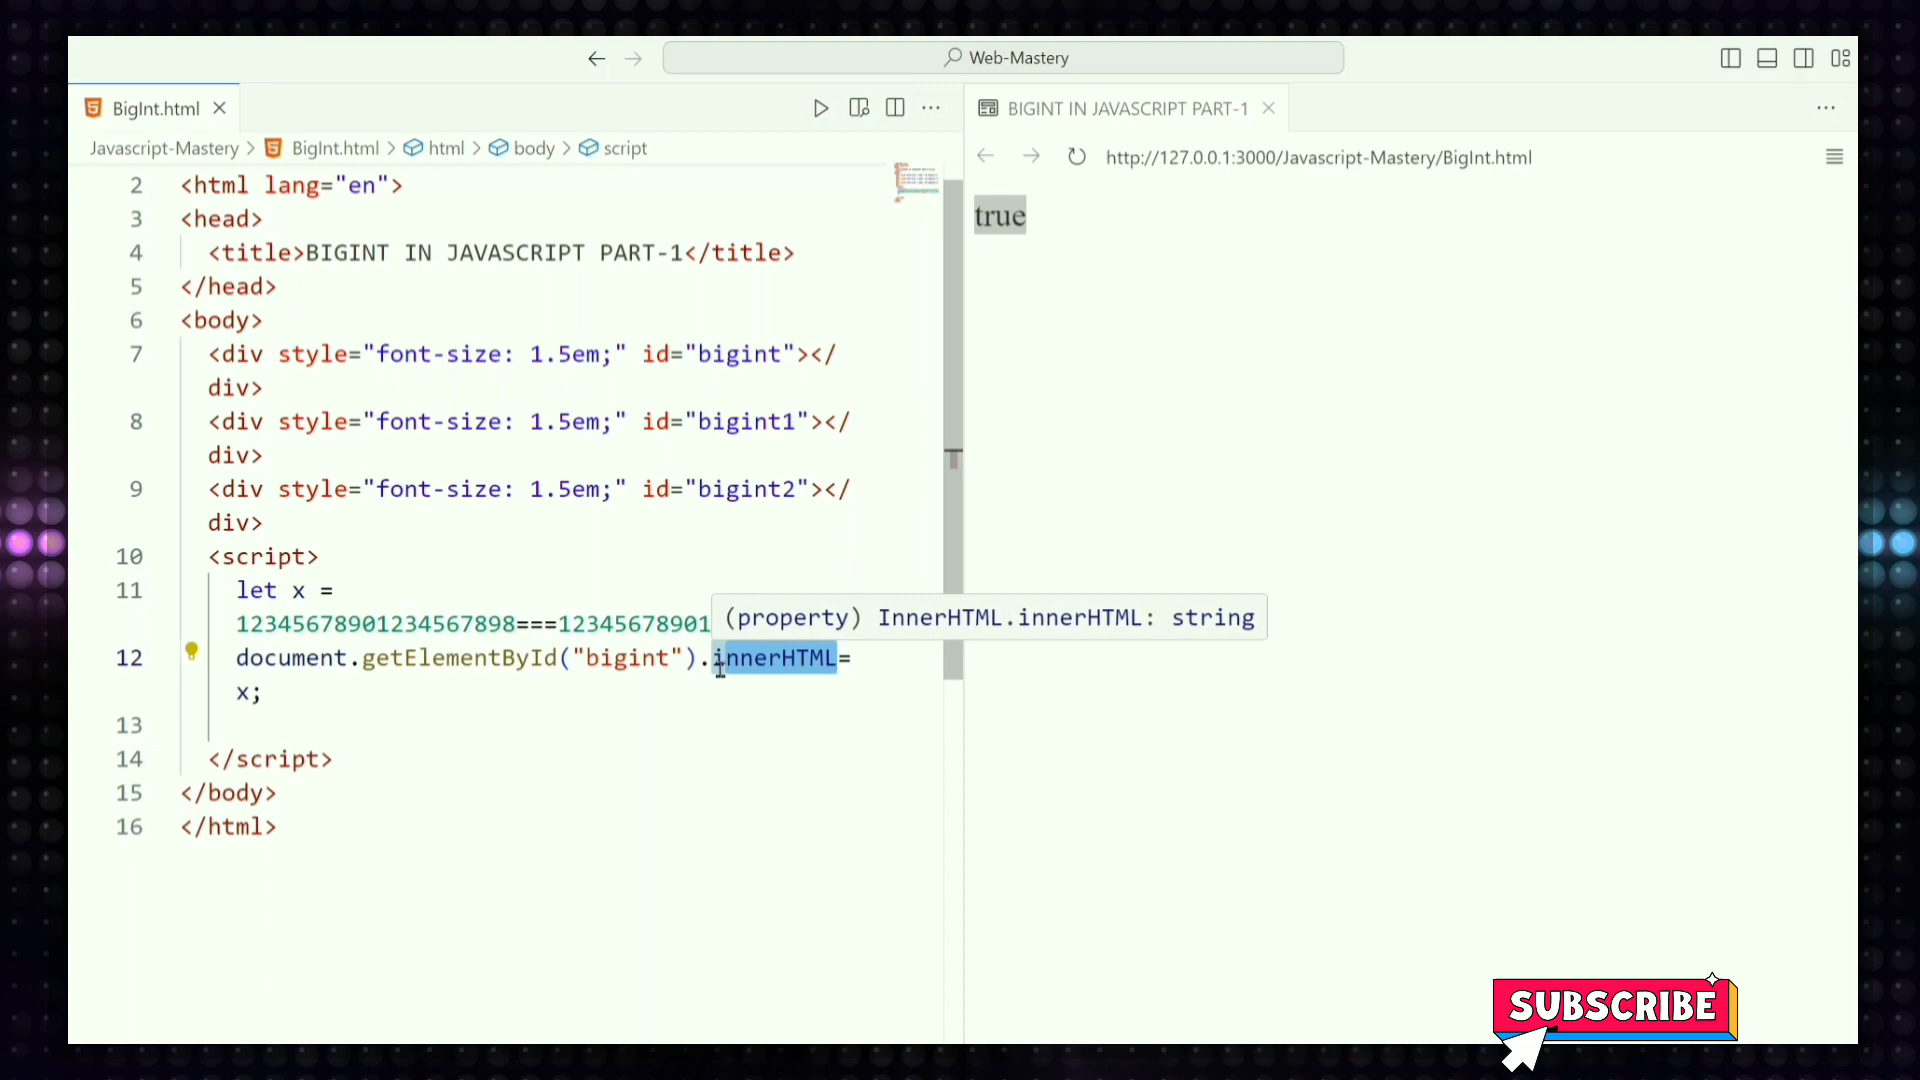 Web-Mastery
BigInt.html
BIGINT IN JAVASCRIPT PART-1
Javascript-Mastery > BigInt.html > html > body > script
http://127.0.0.1:3000/Javascript-Mastery/BigInt.html
true
2 <html lang="en">
3 <head>
4 <title>BIGINT IN JAVASCRIPT PART-1</title>
5 </head>
6 <body>
7 <div style="font-size: 1.5em;" id="bigint"></
div>
8 <div style="font-size: 1.5em;" id="bigint1"></
div>
9 <div style="font-size: 1.5em;" id="bigint2"></
div>
10 <script>
11 let x =
12345678901234567898===12345678901
(property) InnerHTML.innerHTML: string
12 document.getElementById("bigint").innerHTML=
x;
13
14 </script>
15 </body>
16 </html>
SUBSCRIBE